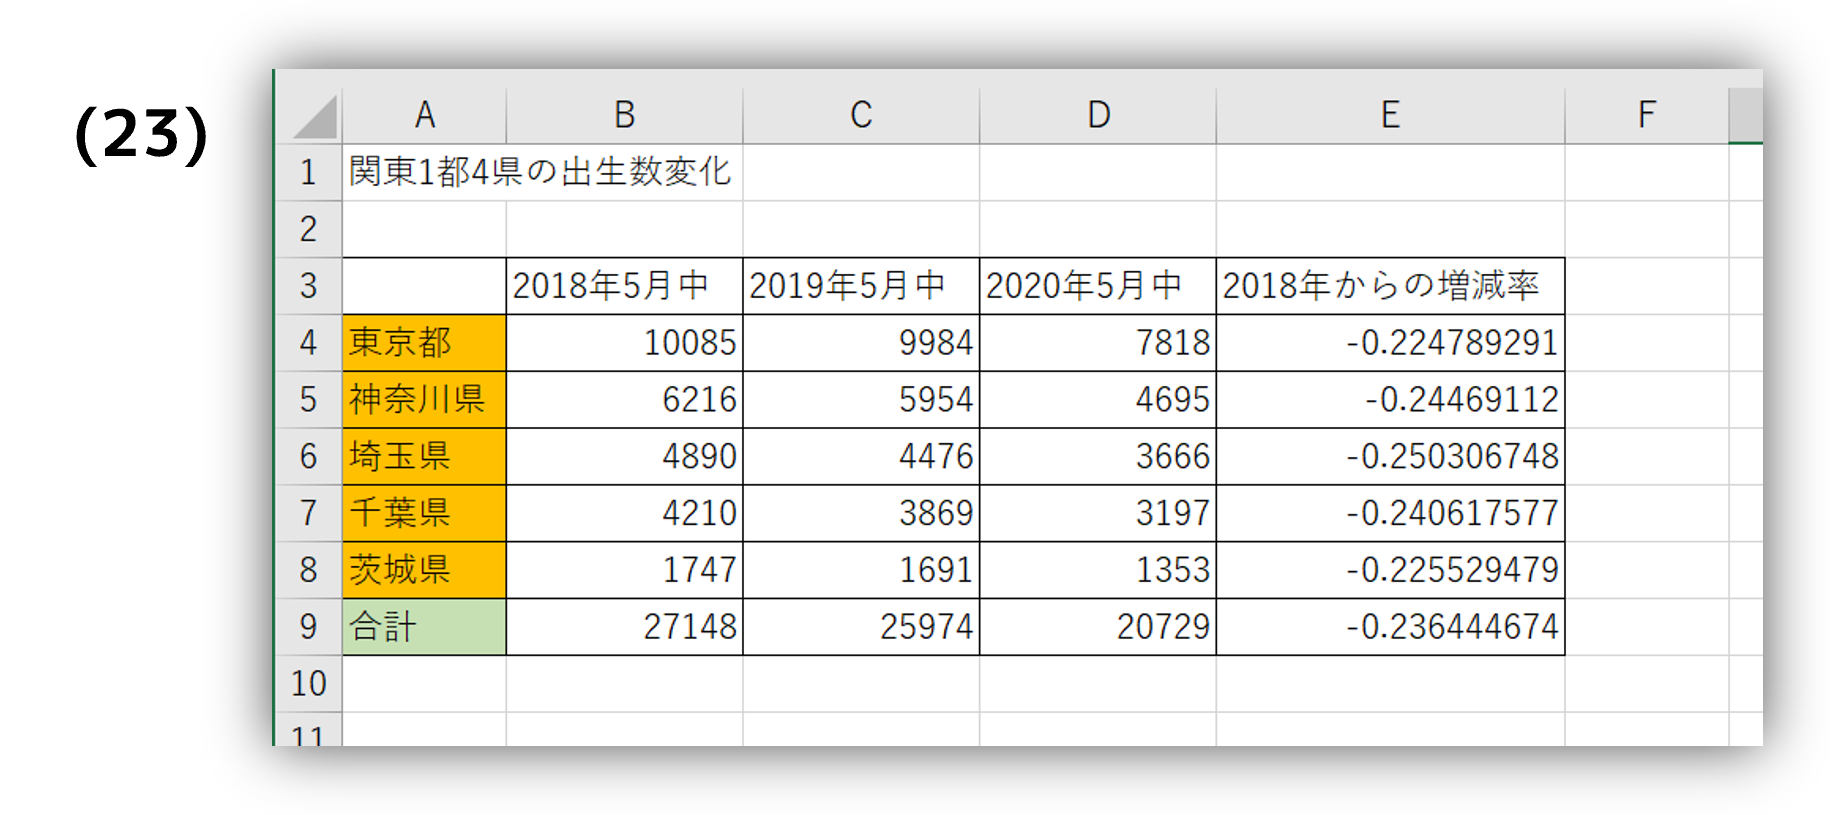 (23)
A B C D E F
1 関東1都4県の出生数変化
2
3 2018年5月中 2019年5月中 2020年5月中 2018年からの増減率
4 東京都 10085 9984 7818 -0.224789291
5 神奈川県 6216 5954 4695 -0.24469112
6 埼玉県 4890 4476 3666 -0.250306748
7 千葉県 4210 3869 3197 -0.240617577
8 茨城県 1747 1691 1353 -0.225529479
9 合計 27148 25974 20729 -0.236444674
10
11